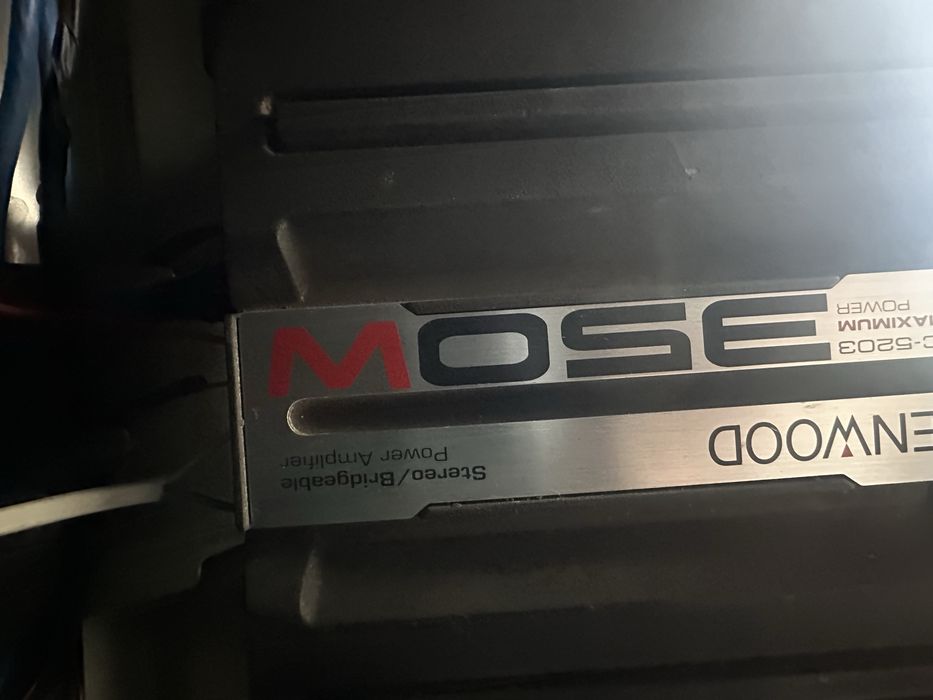 ENWOOD
Stereo/Bridgeable
Power Amplifier
C-5203
MAXIMUM
POWER
350W